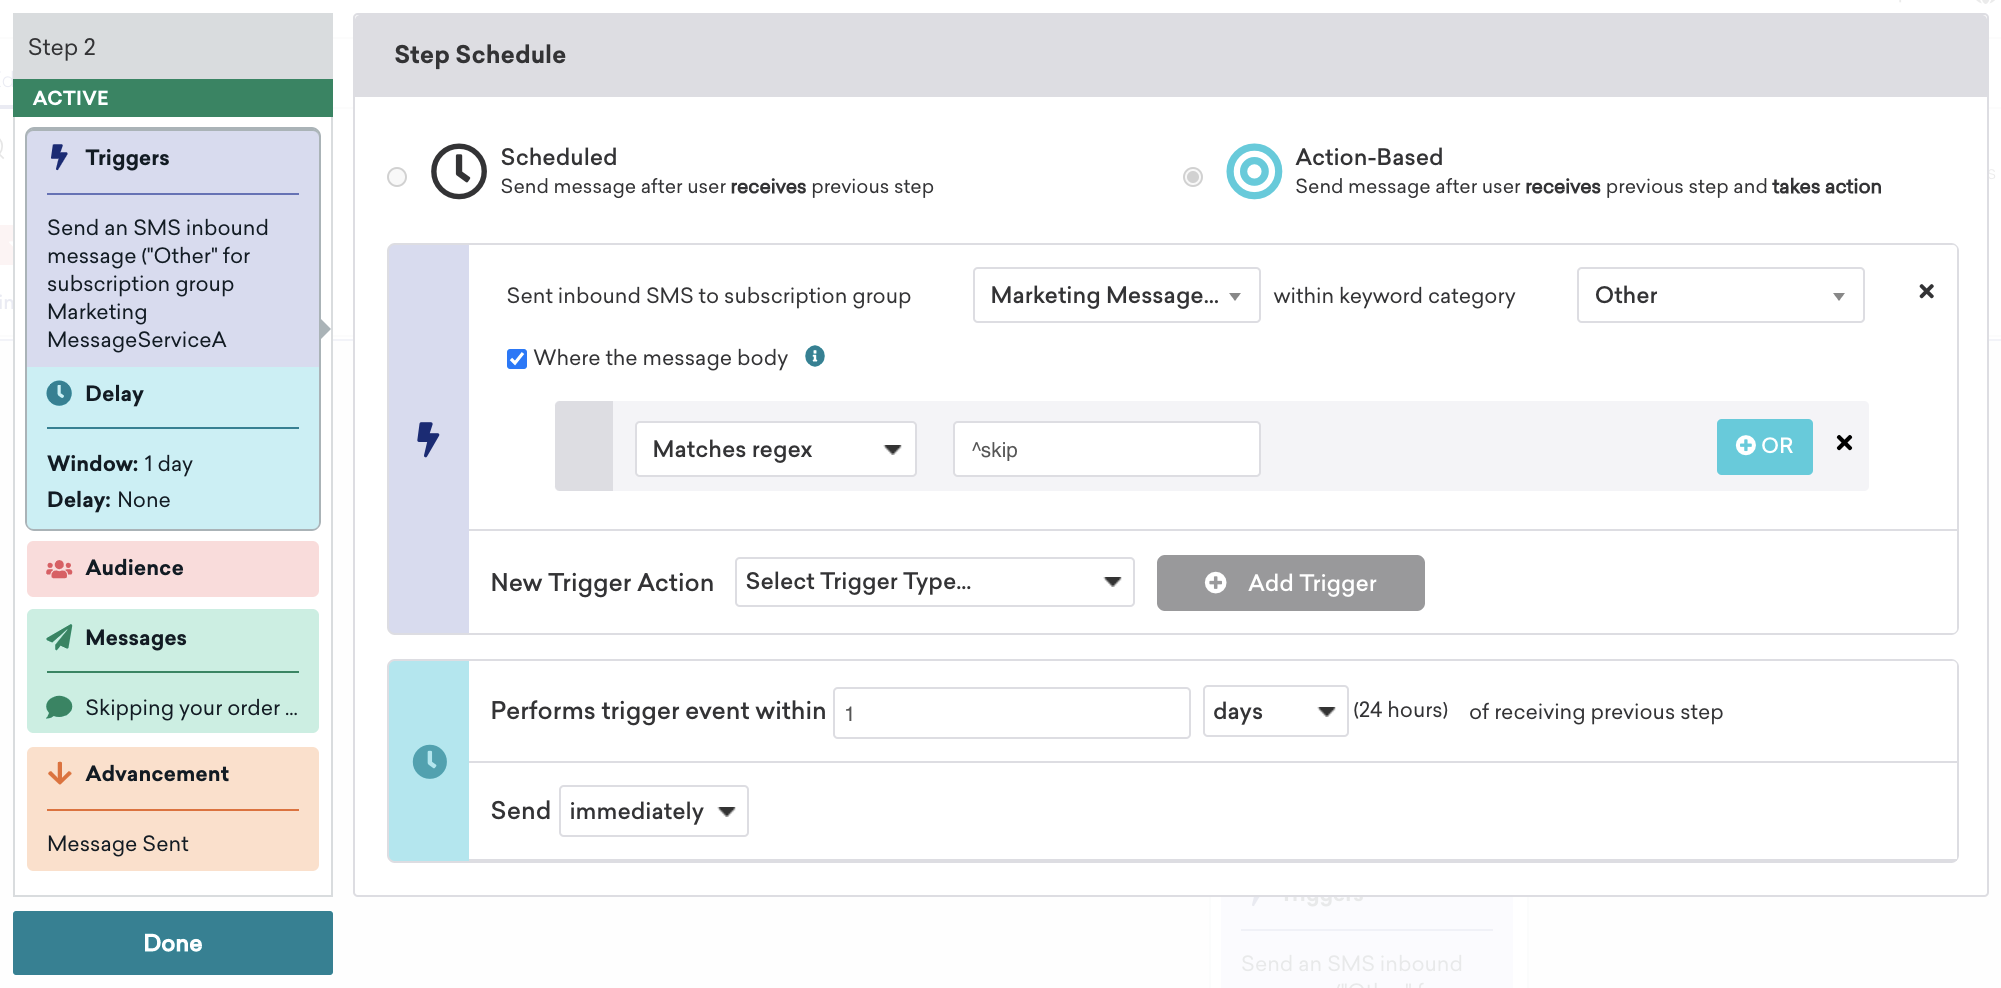 Step 2
ACTIVE
Triggers
Send an SMS inbound
message ("Other" for
subscription group
Marketing
MessageServiceA
Delay
Window: 1 day
Delay: None
Audience
Messages
Skipping your order ...
Advancement
Message Sent
Done
Step Schedule
Scheduled
Send message after user receives previous step
Action-Based
Send message after user receives previous step and takes action
Sent inbound SMS to subscription group
Marketing Message...
within keyword category
Other
Where the message body
Matches regex
^skip
OR
New Trigger Action
Select Trigger Type...
Add Trigger
Performs trigger event within
1
days
(24 hours)
of receiving previous step
Send
immediately
Triggers
Send an SMS inbound